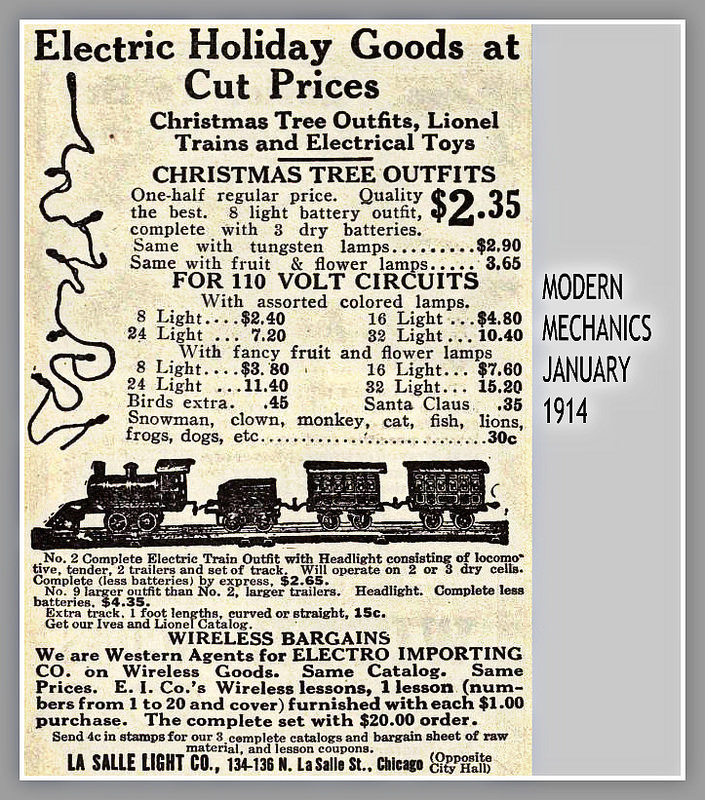 Electric Holiday Goods at
Cut Prices
Christmas Tree Outfits, Lionel
Trains and Electrical Toys
CHRISTMAS TREE OUTFITS
One-half regular price. Quality
the best. 8 light battery outfit, $2.35
complete with 3 dry batteries.
Same with tungsten lamps.........$2.90
Same with fruit & flower lamps..... 3.65
FOR 110 VOLT CIRCUITS
With assorted colored lamps.
8 Light....$2.40 16 Light ...$4.80
24 Light ... 7.20 32 Light... 10.40
With fancy fruit and flower lamps
8 Light....$3.80 16 Light...$7.60
24 Light ...11.40 32 Light... 15.20
Birds extra. .45 Santa Claus .35
Snowman, clown, monkey, cat, fish, lions,
frogs, dogs, etc..............................30c
No. 2 Complete Electric Train Outfit with Headlight consisting of locomo-
tive, tender, 2 trailers and set of track. Will operate on 2 or 3 dry cells.
Complete (less batteries) by express, $2.65.
No. 9 larger outfit than No. 2, larger trailers. Headlight. Complete less
batteries, $4.35.
Extra track, 1 foot lengths, curved or straight, 15c.
Get our Ives and Lionel Catalog.
WIRELESS BARGAINS
We are Western Agents for ELECTRO IMPORTING
CO. on Wireless Goods. Same Catalog. Same
Prices. E. I. Co.'s Wireless lessons, 1 lesson (num-
bers from 1 to 20 and cover) furnished with each $1.00
purchase. The complete set with $20.00 order.
Send 4c in stamps for our 3 complete catalogs and bargain sheet of raw
material, and lesson coupons.
LA SALLE LIGHT CO., 134-136 N. La Salle St., Chicago (Opposite
City Hall)
MODERN
MECHANICS
JANUARY
1914